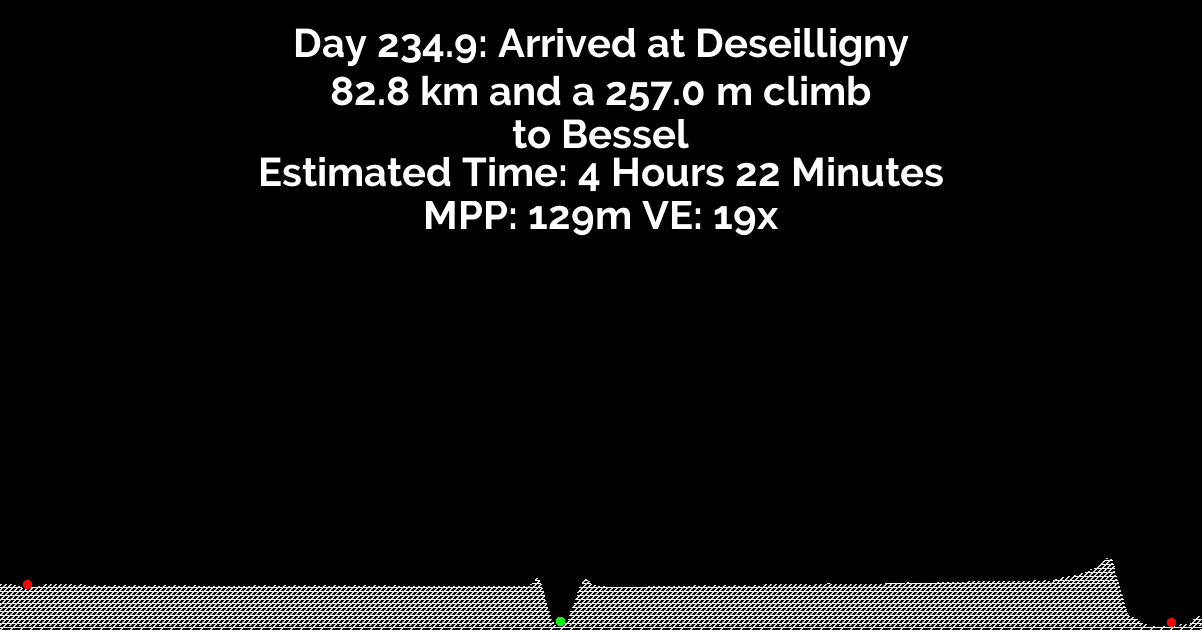 Day 234.9: Arrived at Deseilligny
82.8 km and a 257.0 m climb
to Bessel
Estimated Time: 4 Hours 22 Minutes
MPP: 129m VE: 19x